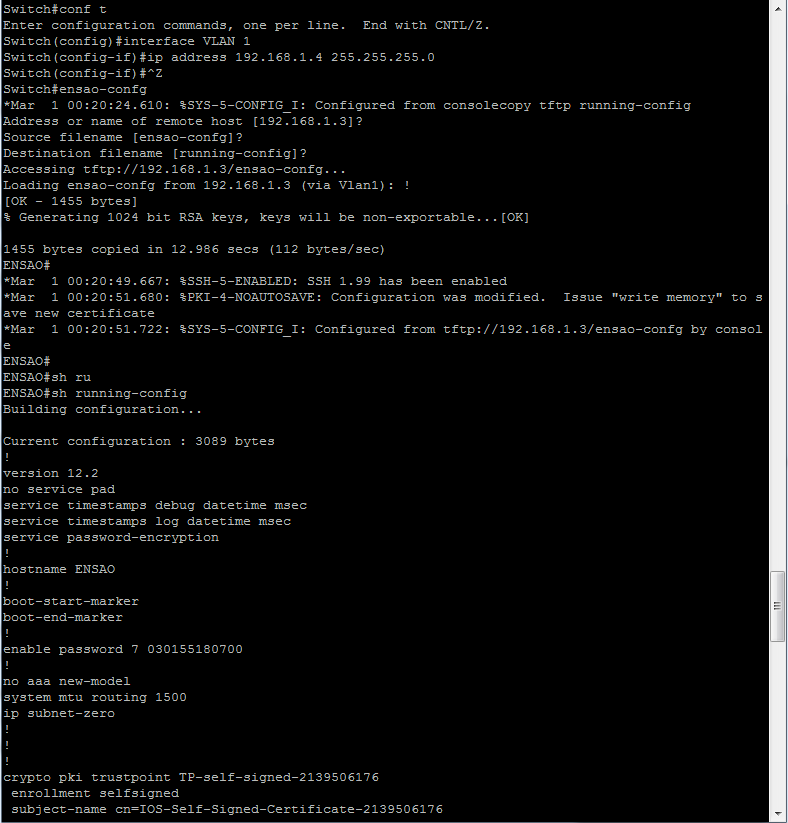 Switch#conf t
Enter configuration commands, one per line.  End with CNTL/Z.
Switch(config)#interface VLAN 1
Switch(config-if)#ip address 192.168.1.4 255.255.255.0
Switch(config-if)#^Z
Switch#ensao-confg
*Mar  1 00:20:24.610: %SYS-5-CONFIG_I: Configured from consolecopy tftp running-config
Address or name of remote host [192.168.1.3]?
Source filename [ensao-confg]?
Destination filename [running-config]?
Accessing tftp://192.168.1.3/ensao-confg...
Loading ensao-confg from 192.168.1.3 (via Vlan1): !
[OK - 1455 bytes]
% Generating 1024 bit RSA keys, keys will be non-exportable...[OK]

1455 bytes copied in 12.986 secs (112 bytes/sec)
ENSAO#
*Mar  1 00:20:49.667: %SSH-5-ENABLED: SSH 1.99 has been enabled
*Mar  1 00:20:51.680: %PKI-4-NOAUTOSAVE: Configuration was modified.  Issue "write memory" to s
ave new certificate
*Mar  1 00:20:51.722: %SYS-5-CONFIG_I: Configured from tftp://192.168.1.3/ensao-confg by consol
e
ENSAO#
ENSAO#sh ru
ENSAO#sh running-config
Building configuration...

Current configuration : 3089 bytes
!
version 12.2
no service pad
service timestamps debug datetime msec
service timestamps log datetime msec
service password-encryption
!
hostname ENSAO
!
boot-start-marker
boot-end-marker
!
enable password 7 030155180700
!
no aaa new-model
system mtu routing 1500
ip subnet-zero
!
!
!
crypto pki trustpoint TP-self-signed-2139506176
 enrollment selfsigned
 subject-name cn=IOS-Self-Signed-Certificate-2139506176